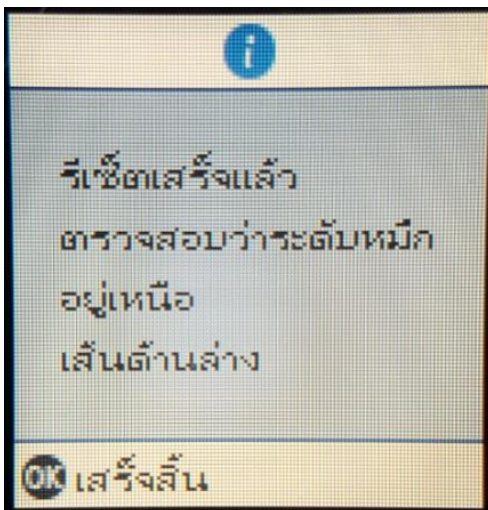 i
รีเซ็ตเสร็จแล้ว
ตรวจสอบว่าระดับหมึก
อยู่เหนือ
เส้นด้านล่าง
OK เสร็จสิ้น